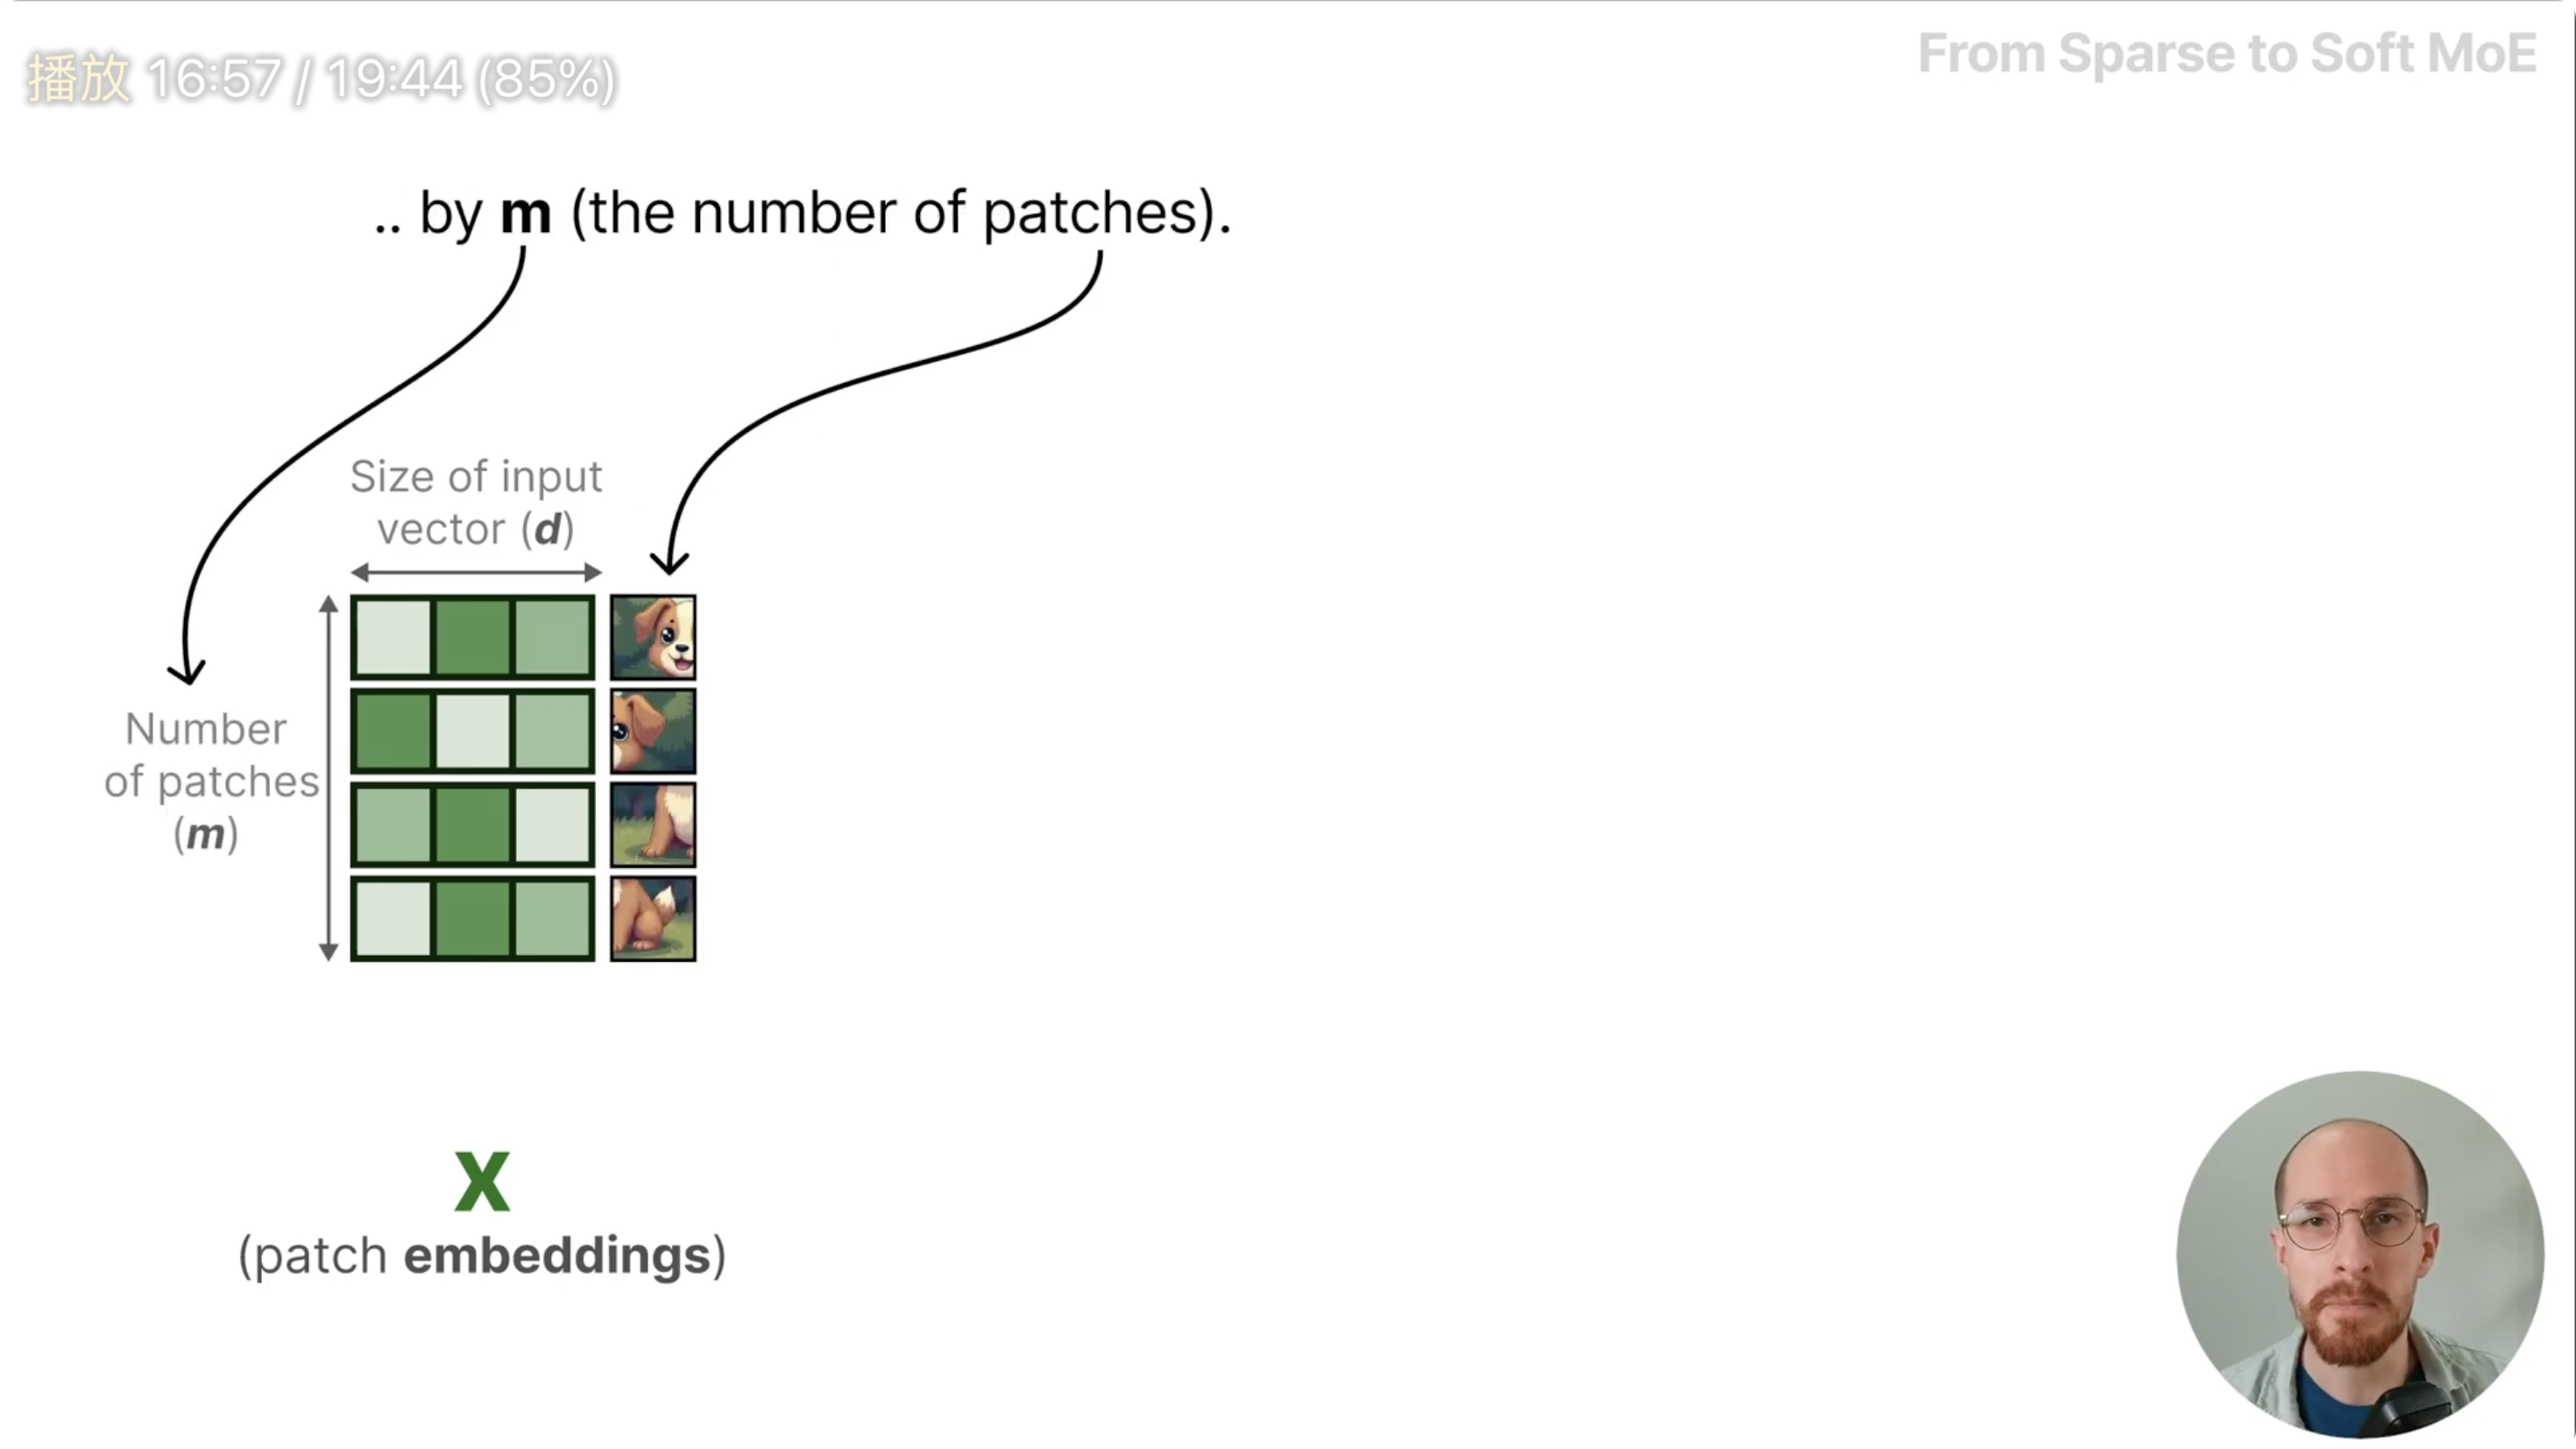 播放 16:57 / 19:44 (85%)
From Sparse to Soft MoE
.. by m (the number of patches).
Size of input
vector (d)
Number
of patches
(m)
X
(patch embeddings)